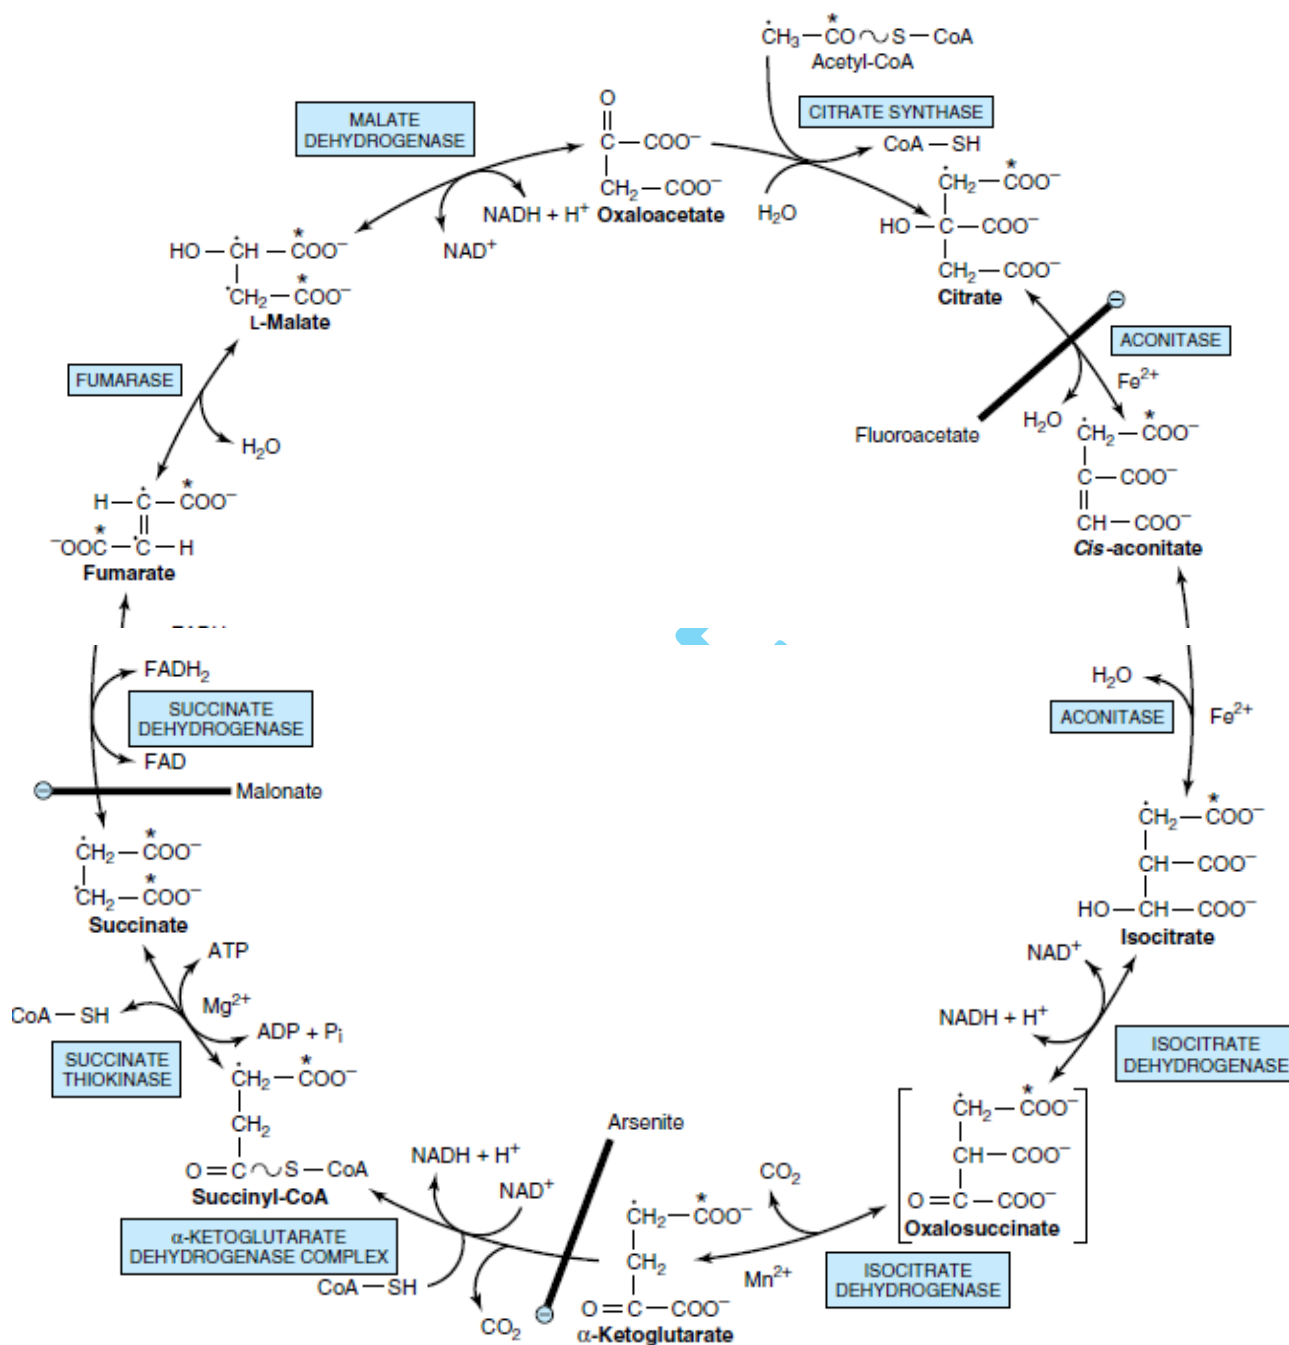 *
CH3—CO~S—CoA
Acetyl-CoA
CITRATE SYNTHASE
CoA—SH
H2O
O
C—COO−
CH2—COO−
Oxaloacetate
MALATE
DEHYDROGENASE
NADH + H+
NAD+
*
CH2—COO−
HO—C—COO−
CH2—COO−
Citrate
ACONITASE
Fe2+
H2O
Fluoroacetate
*
CH2—COO−
C—COO−
CH—COO−
Cis-aconitate
H2O
ACONITASE
Fe2+
*
CH2—COO−
CH—COO−
HO—CH—COO−
Isocitrate
NAD+
NADH + H+
ISOCITRATE
DEHYDROGENASE
*
CH2—COO−
CH—COO−
O=C—COO−
Oxalosuccinate
CO2
Mn2+
ISOCITRATE
DEHYDROGENASE
*
CH2—COO−
CH2
O=C—COO−
α-Ketoglutarate
Arsenite
−
NADH + H+
NAD+
CoA—SH
CO2
α-KETOGLUTARATE
DEHYDROGENASE COMPLEX
*
CH2—COO−
CH2
O=C~S—CoA
Succinyl-CoA
ATP
Mg2+
ADP + Pi
CoA—SH
SUCCINATE
THIOKINASE
*
CH2—COO−
*
CH2—COO−
Succinate
Malonate
−
FADH2
SUCCINATE
DEHYDROGENASE
FAD
*
H—C—COO−
*
−OOC—C—H
Fumarate
FUMARASE
H2O
*
HO—CH—COO−
*
CH2—COO−
L-Malate
−